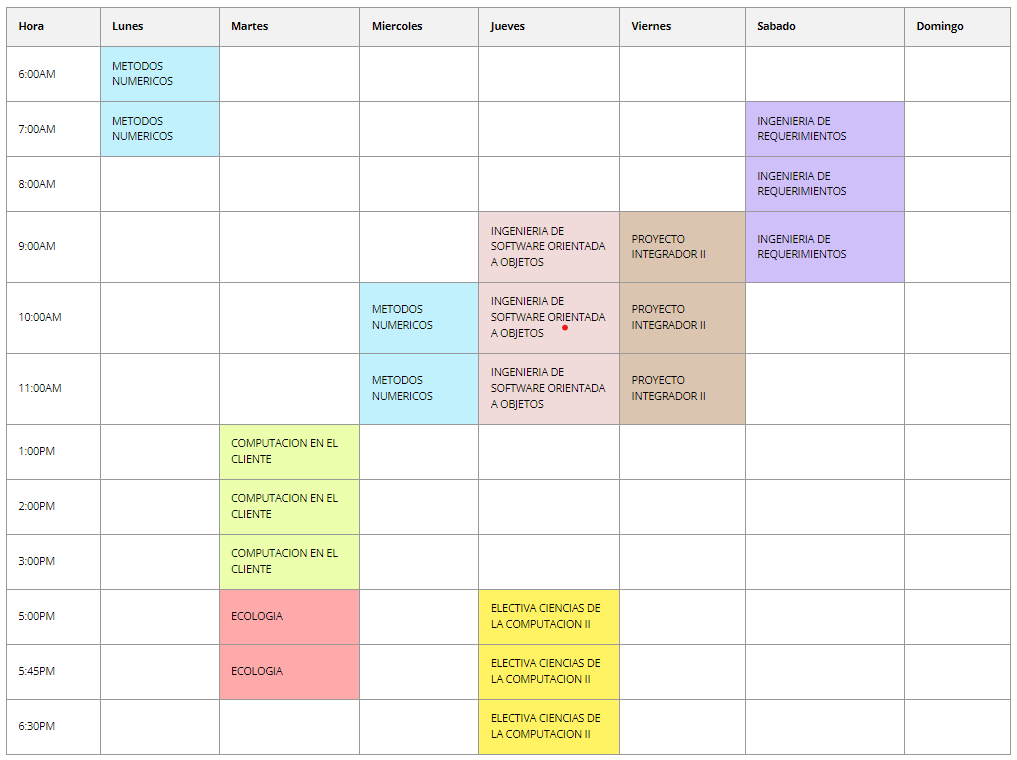 Hora Lunes Martes Miercoles Jueves Viernes Sabado Domingo
6:00AM
METODOS
NUMERICOS
7:00AM
METODOS
NUMERICOS
INGENIERIA DE
REQUERIMIENTOS
8:00AM
INGENIERIA DE
REQUERIMIENTOS
9:00AM
INGENIERIA DE
SOFTWARE ORIENTADA
A OBJETOS
PROYECTO
INTEGRADOR II
INGENIERIA DE
REQUERIMIENTOS
10:00AM
METODOS
NUMERICOS
INGENIERIA DE
SOFTWARE ORIENTADA
A OBJETOS
PROYECTO
INTEGRADOR II
11:00AM
METODOS
NUMERICOS
INGENIERIA DE
SOFTWARE ORIENTADA
A OBJETOS
PROYECTO
INTEGRADOR II
1:00PM
COMPUTACION EN EL
CLIENTE
2:00PM
COMPUTACION EN EL
CLIENTE
3:00PM
COMPUTACION EN EL
CLIENTE
5:00PM
ECOLOGIA
ELECTIVA CIENCIAS DE
LA COMPUTACION II
5:45PM
ECOLOGIA
ELECTIVA CIENCIAS DE
LA COMPUTACION II
6:30PM
ELECTIVA CIENCIAS DE
LA COMPUTACION II